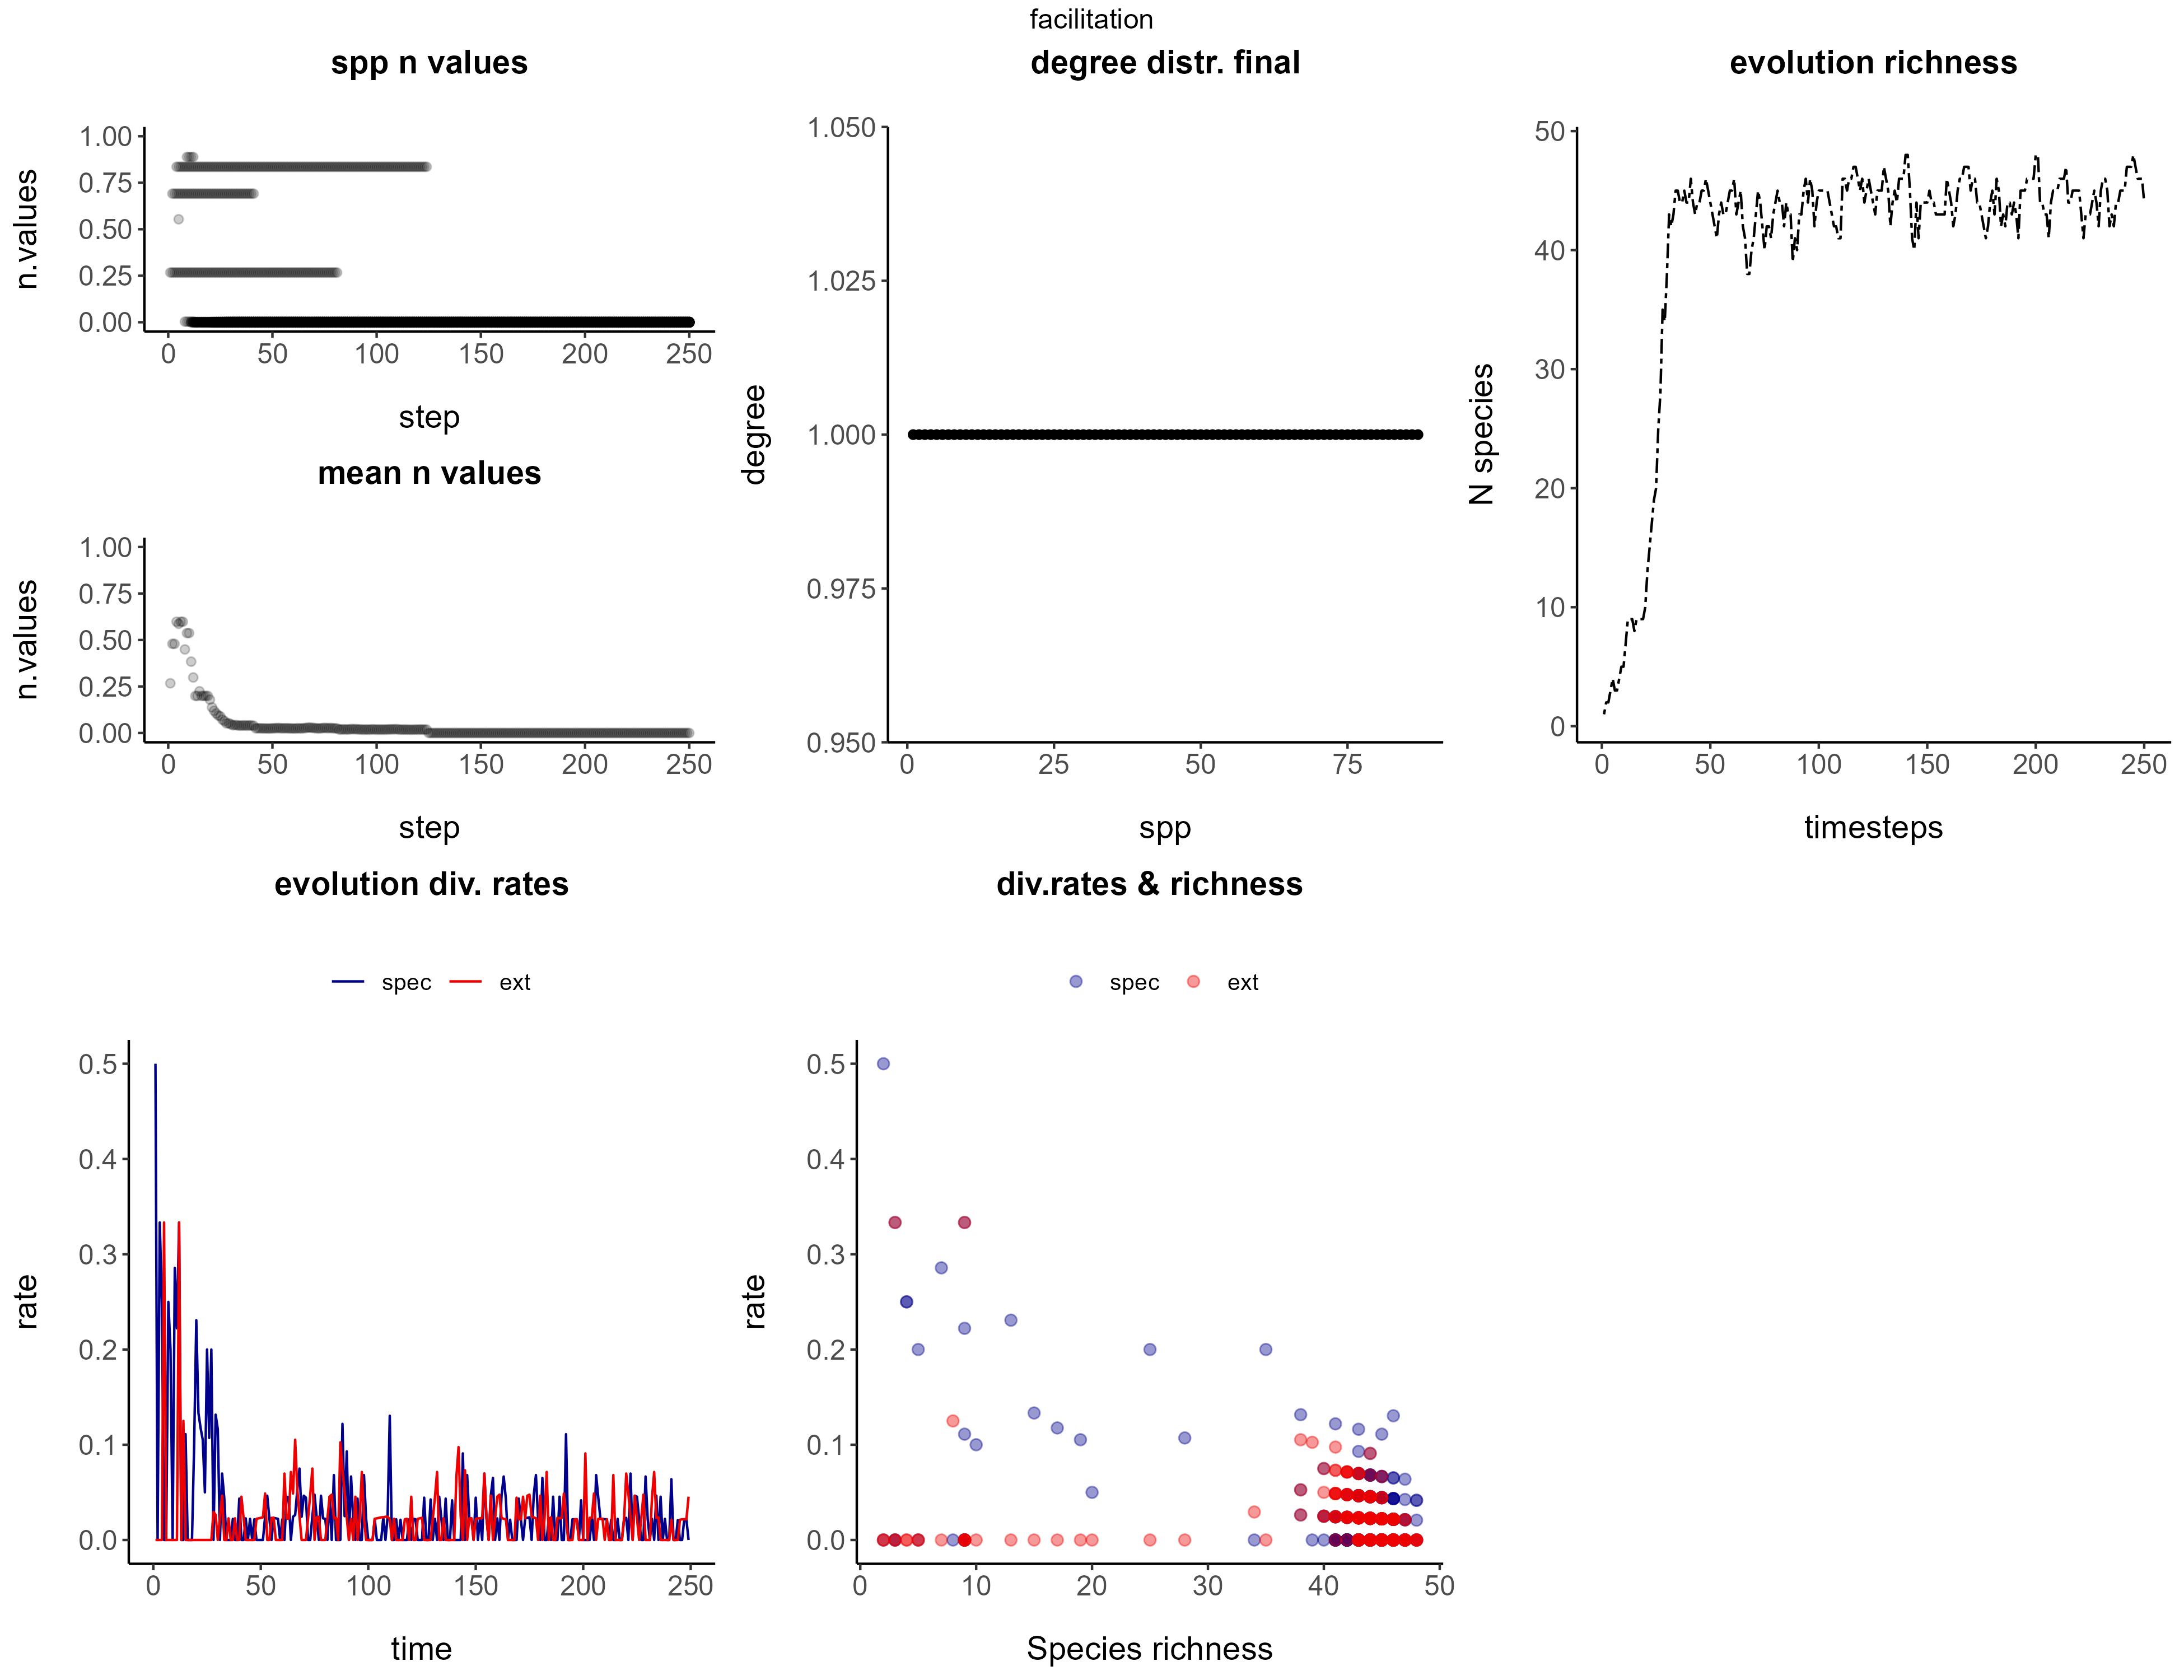 facilitation
spp n values
1.00
0.75
0.50
0.25
0.00
n.values
0 50 100 150 200 250
step
mean n values
1.00
0.75
0.50
0.25
0.00
n.values
0 50 100 150 200 250
step
degree distr. final
1.050
1.025
1.000
0.975
0.950
degree
0 25 50 75
spp
evolution richness
50
40
30
20
10
0
N species
0 50 100 150 200 250
timesteps
evolution div. rates
spec ext
0.5
0.4
0.3
0.2
0.1
0.0
rate
0 50 100 150 200 250
time
div.rates & richness
spec ext
0.5
0.4
0.3
0.2
0.1
0.0
rate
0 10 20 30 40 50
Species richness